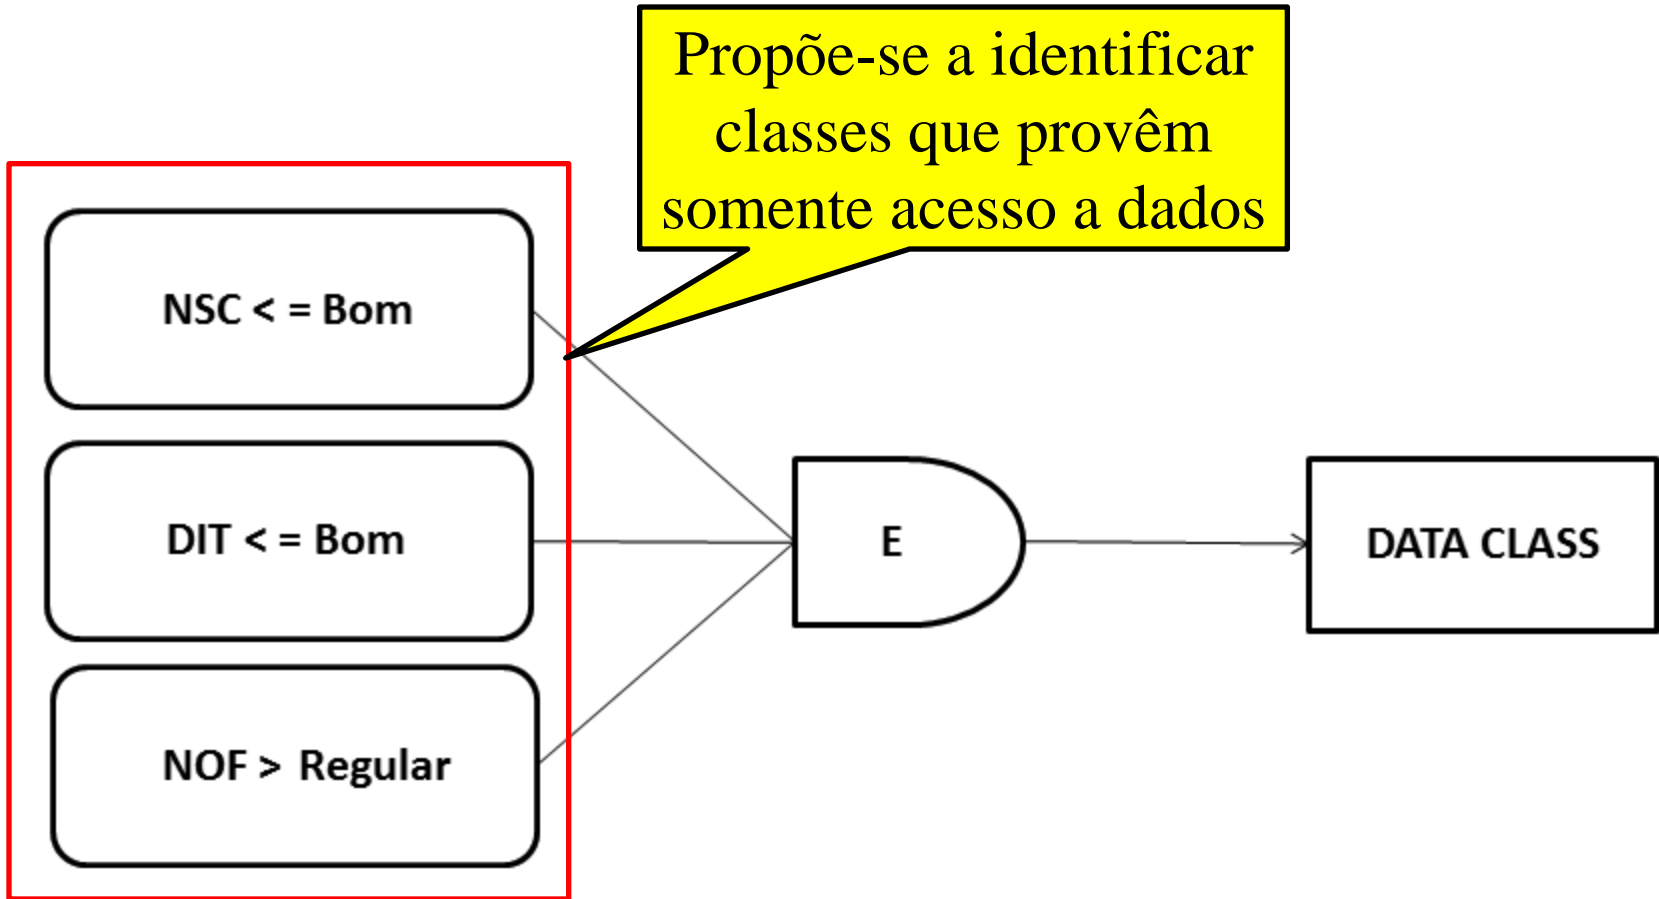 Propõe-se a identificar
classes que provêm
somente acesso a dados
NSC < = Bom
DIT < = Bom
NOF > Regular
E
DATA CLASS